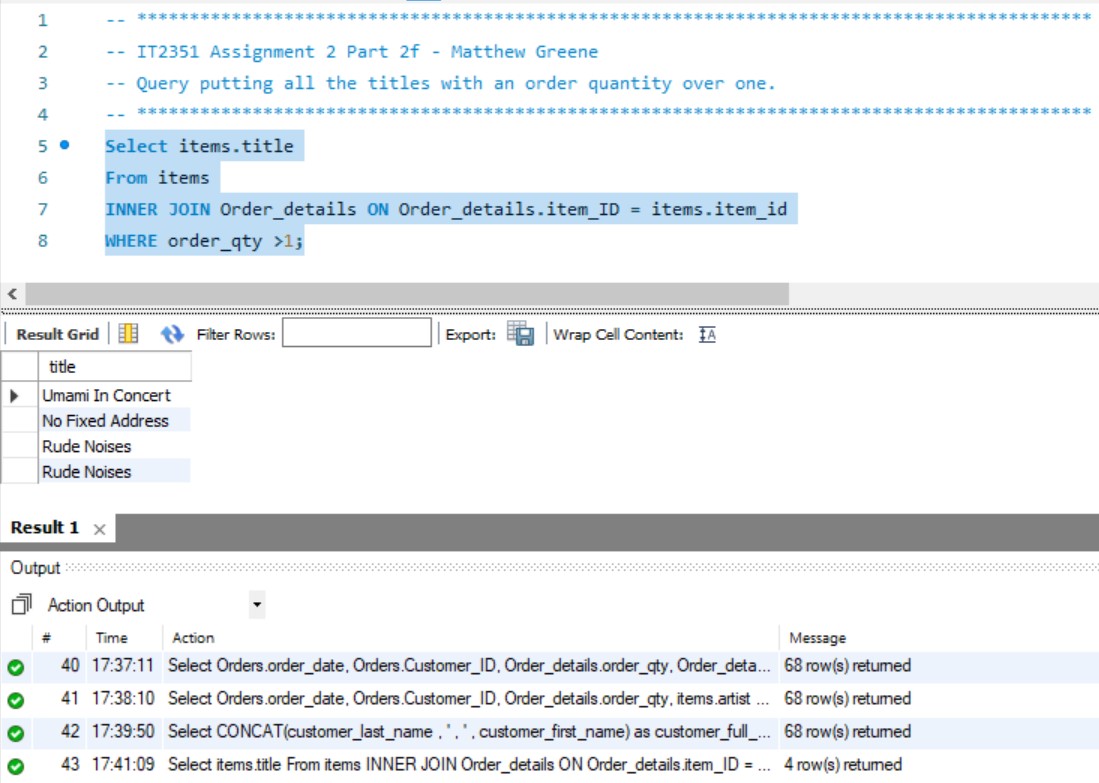 1 -- *******************************************************************************************
2 -- IT2351 Assignment 2 Part 2f - Matthew Greene
3 -- Query putting all the titles with an order quantity over one.
4 -- *******************************************************************************************
5 Select items.title
6 From items
7 INNER JOIN Order_details ON Order_details.item_ID = items.item_id
8 WHERE order_qty >1;
Result Grid Filter Rows: Export: Wrap Cell Content:
title
Umami In Concert
No Fixed Address
Rude Noises
Rude Noises
Result 1 ×
Output
Action Output
# Time Action Message
40 17:37:11 Select Orders.order_date, Orders.Customer_ID, Order_details.order_qty, Order_deta... 68 row(s) returned
41 17:38:10 Select Orders.order_date, Orders.Customer_ID, Order_details.order_qty, items.artist ... 68 row(s) returned
42 17:39:50 Select CONCAT(customer_last_name , ' , ' , customer_first_name) as customer_full_... 68 row(s) returned
43 17:41:09 Select items.title From items INNER JOIN Order_details ON Order_details.item_ID = ... 4 row(s) returned